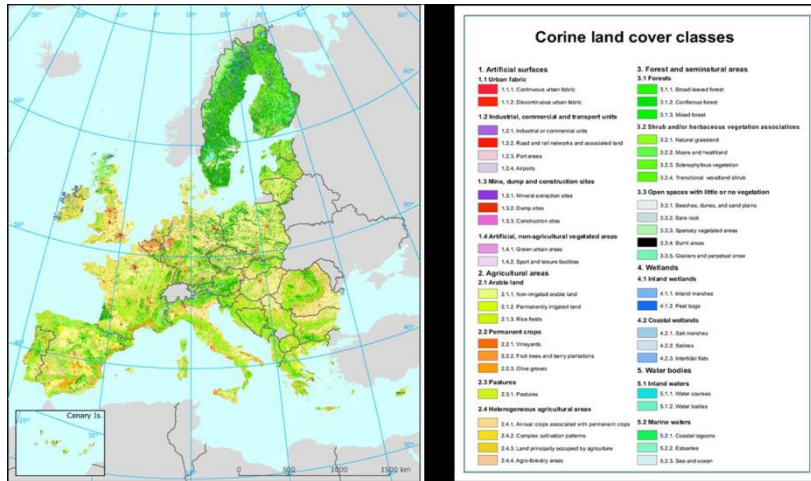 Canary Is.
30°
20°
0 500 1000 1500 km
Corine land cover classes
1. Artificial surfaces
1.1 Urban fabric
1.1.1. Continuous urban fabric
1.1.2. Discontinuous urban fabric
1.2 Industrial, commercial and transport units
1.2.1. Industrial or commercial units
1.2.2. Road and rail networks and associated land
1.2.3. Port areas
1.2.4. Airports
1.3 Mine, dump and construction sites
1.3.1. Mineral extraction sites
1.3.2. Dump sites
1.3.3. Construction sites
1.4 Artificial, non-agricultural vegetated areas
1.4.1. Green urban areas
1.4.2. Sport and leisure facilities
2. Agricultural areas
2.1 Arable land
2.1.1. Non-irrigated arable land
2.1.2. Permanently irrigated land
2.1.3. Rice fields
2.2 Permanent crops
2.2.1. Vineyards
2.2.2. Fruit trees and berry plantations
2.2.3. Olive groves
2.3 Pastures
2.3.1. Pastures
2.4 Heterogeneous agricultural areas
2.4.1. Annual crops associated with permanent crops
2.4.2. Complex cultivation patterns
2.4.3. Land principally occupied by agriculture
2.4.4. Agro-forestry areas
3. Forest and seminatural areas
3.1 Forests
3.1.1. Broad-leaved forest
3.1.2. Coniferous forest
3.1.3. Mixed forest
3.2 Shrub and/or herbaceous vegetation associations
3.2.1. Natural grassland
3.2.2. Moors and heathland
3.2.3. Sclerophyllous vegetation
3.2.4. Transitional woodland shrub
3.3 Open spaces with little or no vegetation
3.3.1. Beaches, dunes, and sand plains
3.3.2. Bare rock
3.3.3. Sparsely vegetated areas
3.3.4. Burnt areas
3.3.5. Glaciers and perpetual snow
4. Wetlands
4.1 Inland wetlands
4.1.1. Inland marshes
4.1.2. Peat bogs
4.2 Coastal wetlands
4.2.1. Salt marshes
4.2.2. Salines
4.2.3. Intertidal flats
5. Water bodies
5.1 Inland waters
5.1.1. Water courses
5.1.2. Water bodies
5.2 Marine waters
5.2.1. Coastal lagoons
5.2.2. Estuaries
5.2.3. Sea and ocean